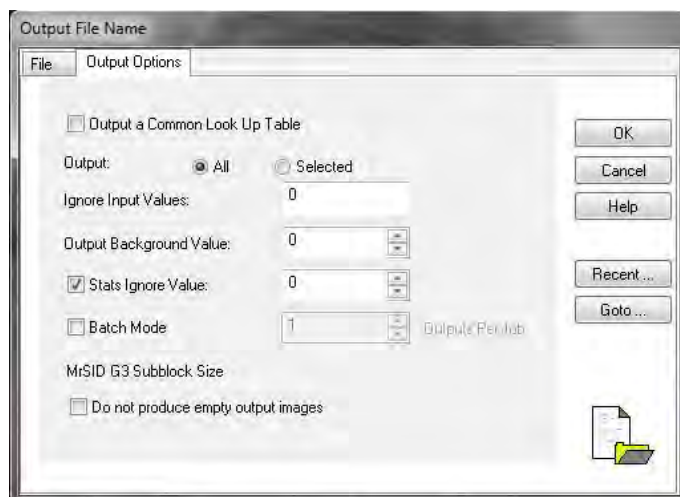 Output File Name
File Output Options
Output a Common Look Up Table
Output: All Selected
Ignore Input Values: 0
Output Background Value: 0
Stats Ignore Value: 0
Batch Mode 1 Outputs Per Job
MrSID G3 Subblock Size
Do not produce empty output images
OK
Cancel
Help
Recent ...
Goto ...